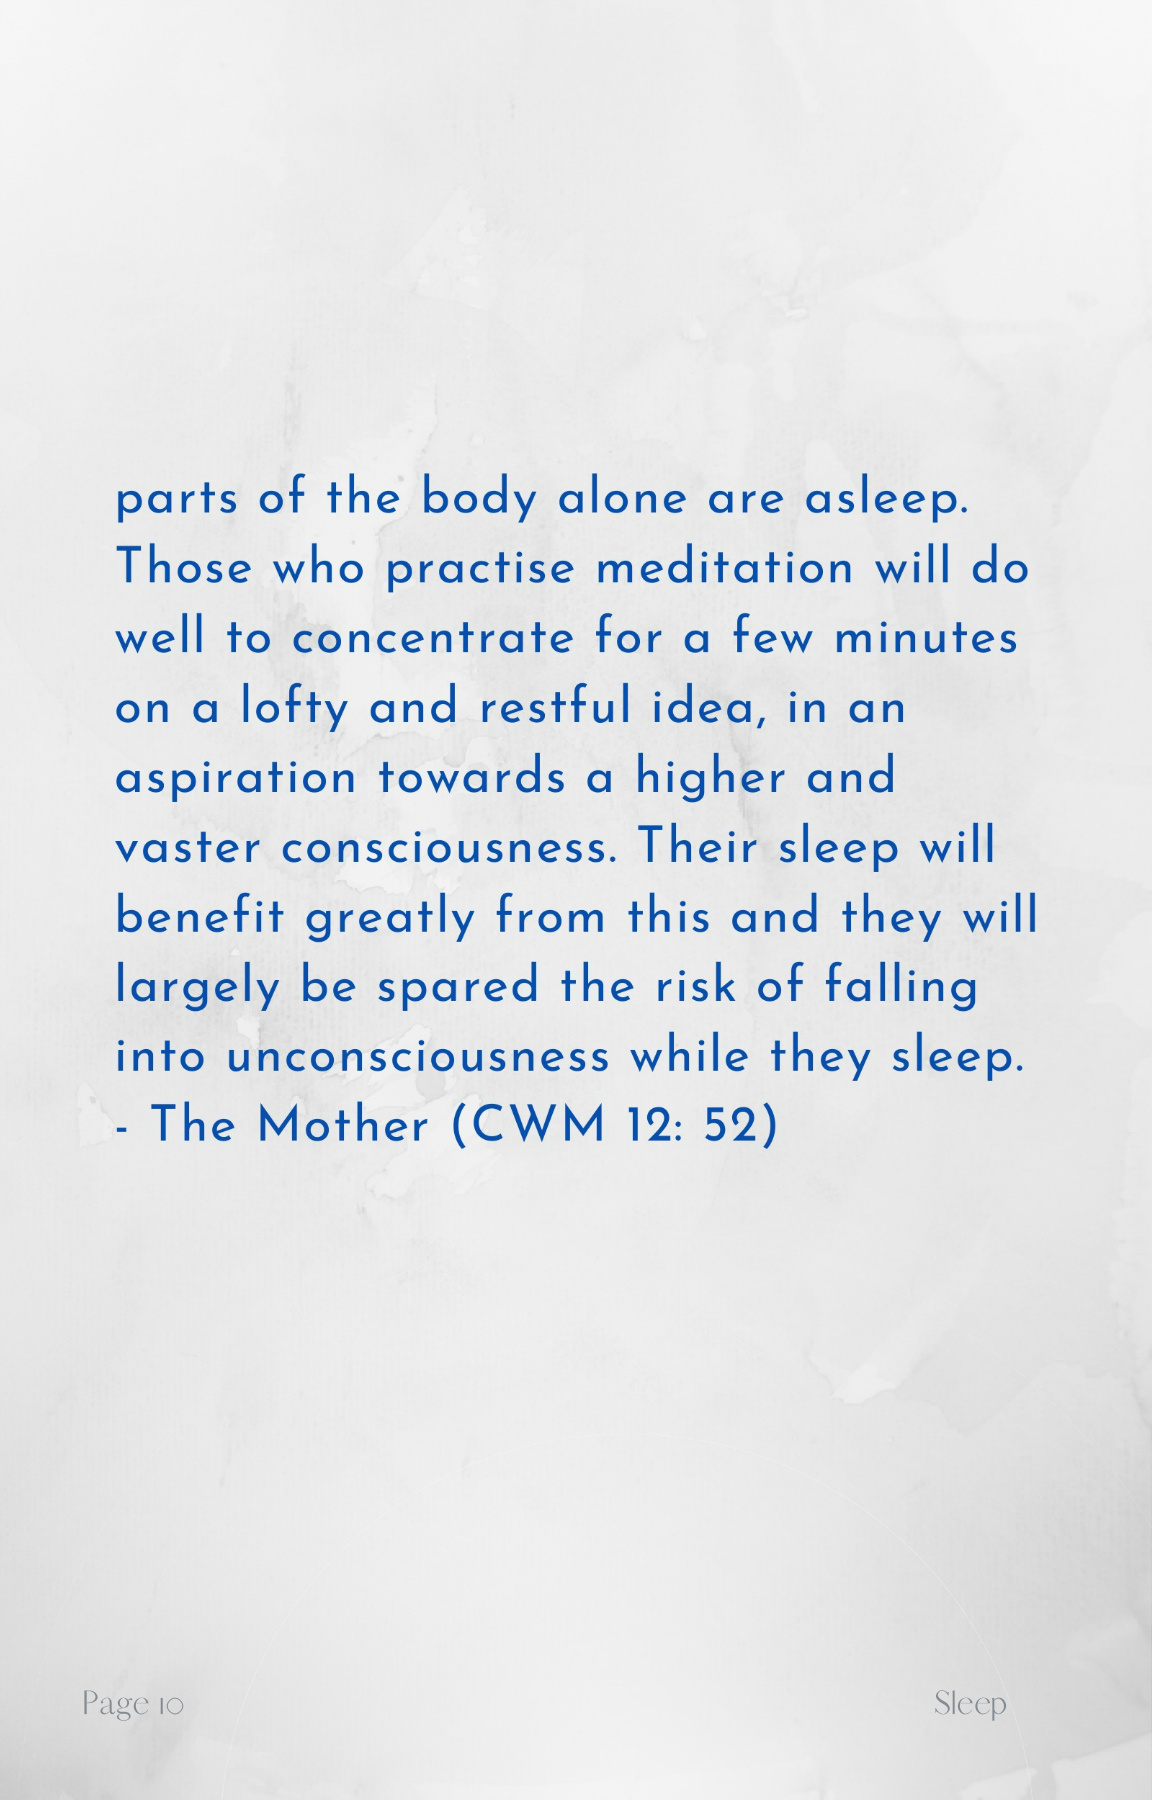 parts of the body alone are asleep.
Those who practise meditation will do
well to concentrate for a few minutes
on a lofty and restful idea, in an
aspiration towards a higher and
vaster consciousness. Their sleep will
benefit greatly from this and they will
largely be spared the risk of falling
into unconsciousness while they sleep.
- The Mother (CWM 12: 52)
Page 10
Sleep